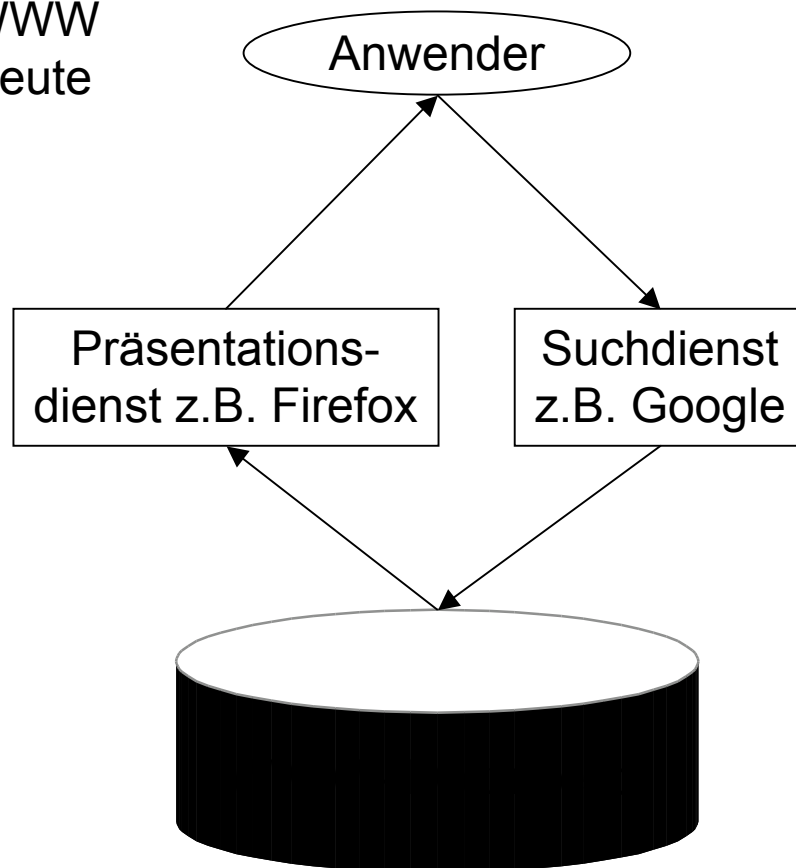 WWW
eute
Anwender
Präsentations-
dienst z.B. Firefox
Suchdienst
z.B. Google